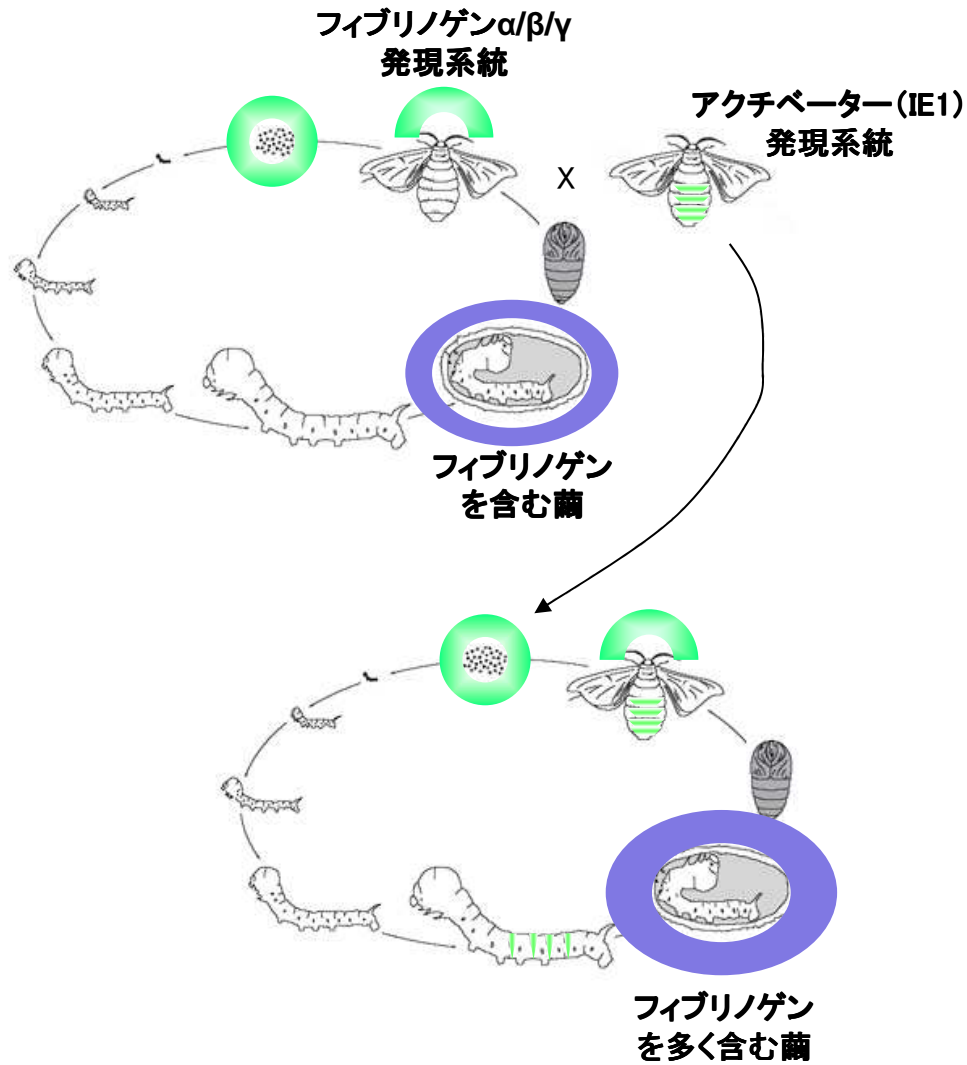 フィブリノゲンα/β/γ
発現系統
アクチベーター(IE1)
発現系統
X
フィブリノゲン
を含む繭
フィブリノゲン
を多く含む繭